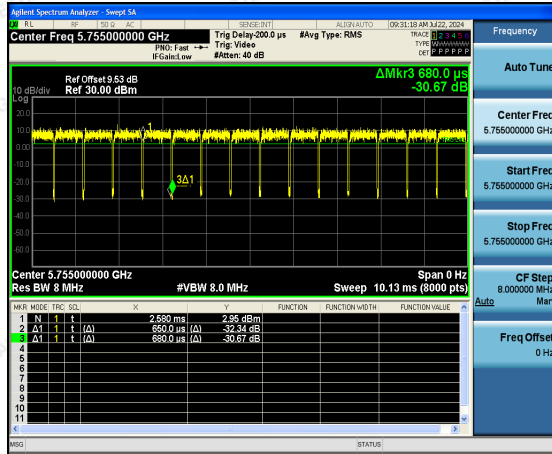 Agilent Spectrum Analyzer - Swept SA
RL RF 50 Ω AC SENSE:INT ALIGN AUTO 09:31:18 AM Jul 22, 2024
Center Freq 5.755000000 GHz Trig Delay-200.0 µs #Avg Type: RMS TRACE 1 2 3 4 5 6
PNO: Fast Trig: Video TYPE
IFGain:Low #Atten: 40 dB DET P P P P P P
Frequency
Ref Offset 9.53 dB ΔMkr3 680.0 µs
10 dB/div Ref 30.00 dBm -30.67 dB
Log
20.0
10.0
0.00
-10.0
-20.0
-30.0
-40.0
-50.0
-60.0
1
3Δ1
Center 5.755000000 GHz Span 0 Hz
Res BW 8 MHz #VBW 8.0 MHz Sweep 10.13 ms (8000 pts)
MKR MODE TRC SCL X Y FUNCTION FUNCTION WIDTH FUNCTION VALUE
1 N 1 t 2.580 ms 2.95 dBm
2 Δ1 1 t (Δ) 650.0 µs (Δ) -32.34 dB
3 Δ1 1 t (Δ) 680.0 µs (Δ) -30.67 dB
4
5
6
7
8
9
10
11
MSG STATUS
Auto Tune
Center Freq
5.755000000 GHz
Start Freq
5.755000000 GHz
Stop Freq
5.755000000 GHz
CF Step
8.000000 MHz
Auto Man
Freq Offset
0 Hz